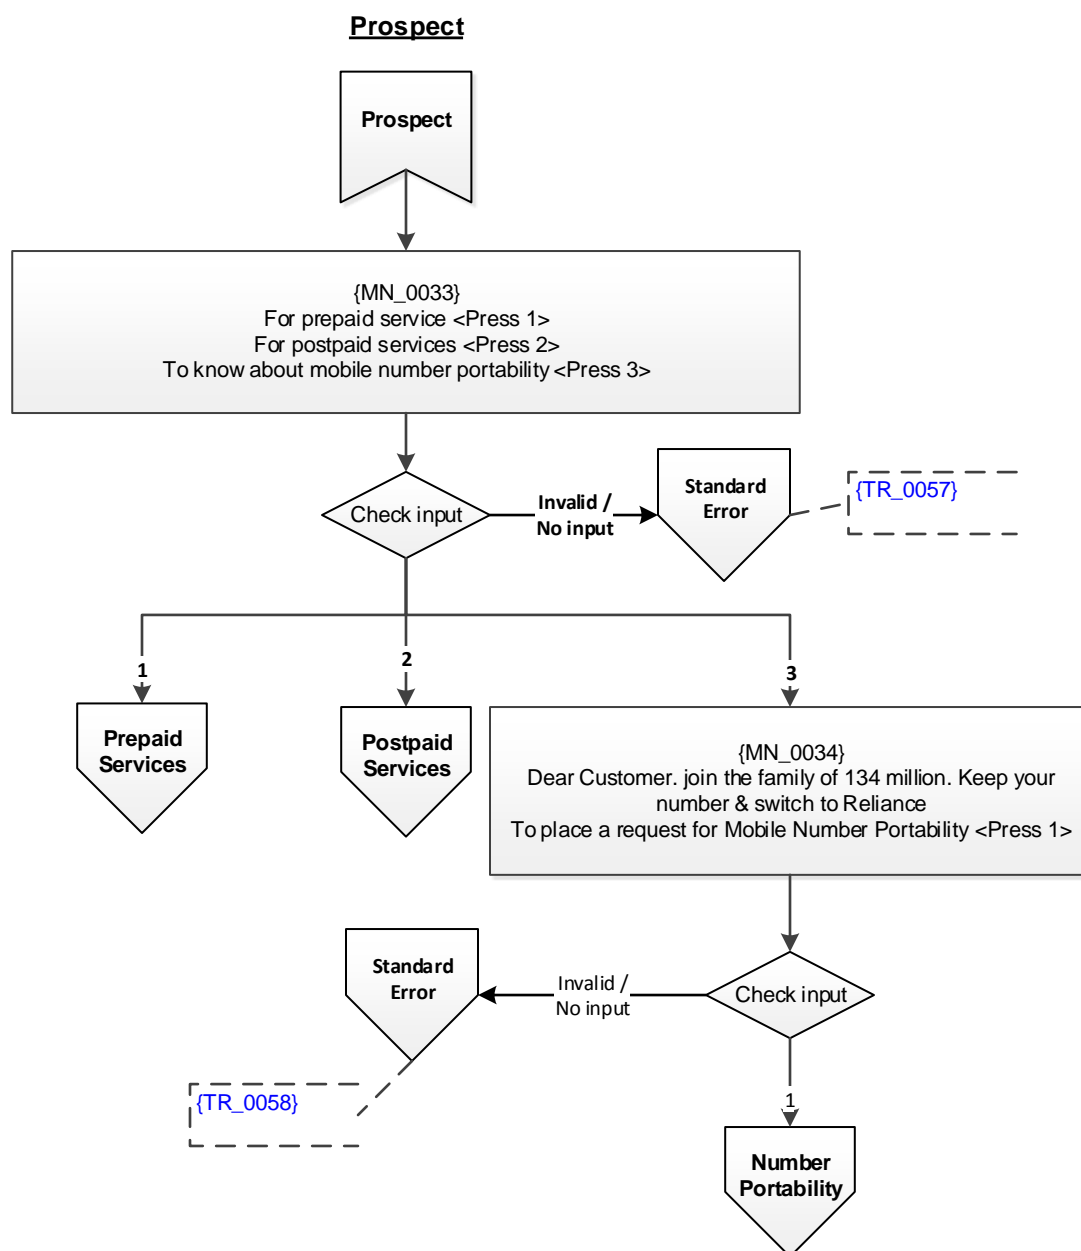 Prospect
Prospect
{MN_0033}
For prepaid service <Press 1>
For postpaid services <Press 2>
To know about mobile number portability <Press 3>
Check input
Invalid /
No input
Standard
Error
{TR_0057}
1
2
3
Prepaid
Services
Postpaid
Services
{MN_0034}
Dear Customer. join the family of 134 million. Keep your
number & switch to Reliance
To place a request for Mobile Number Portability <Press 1>
Standard
Error
Invalid /
No input
Check input
{TR_0058}
1
Number
Portability